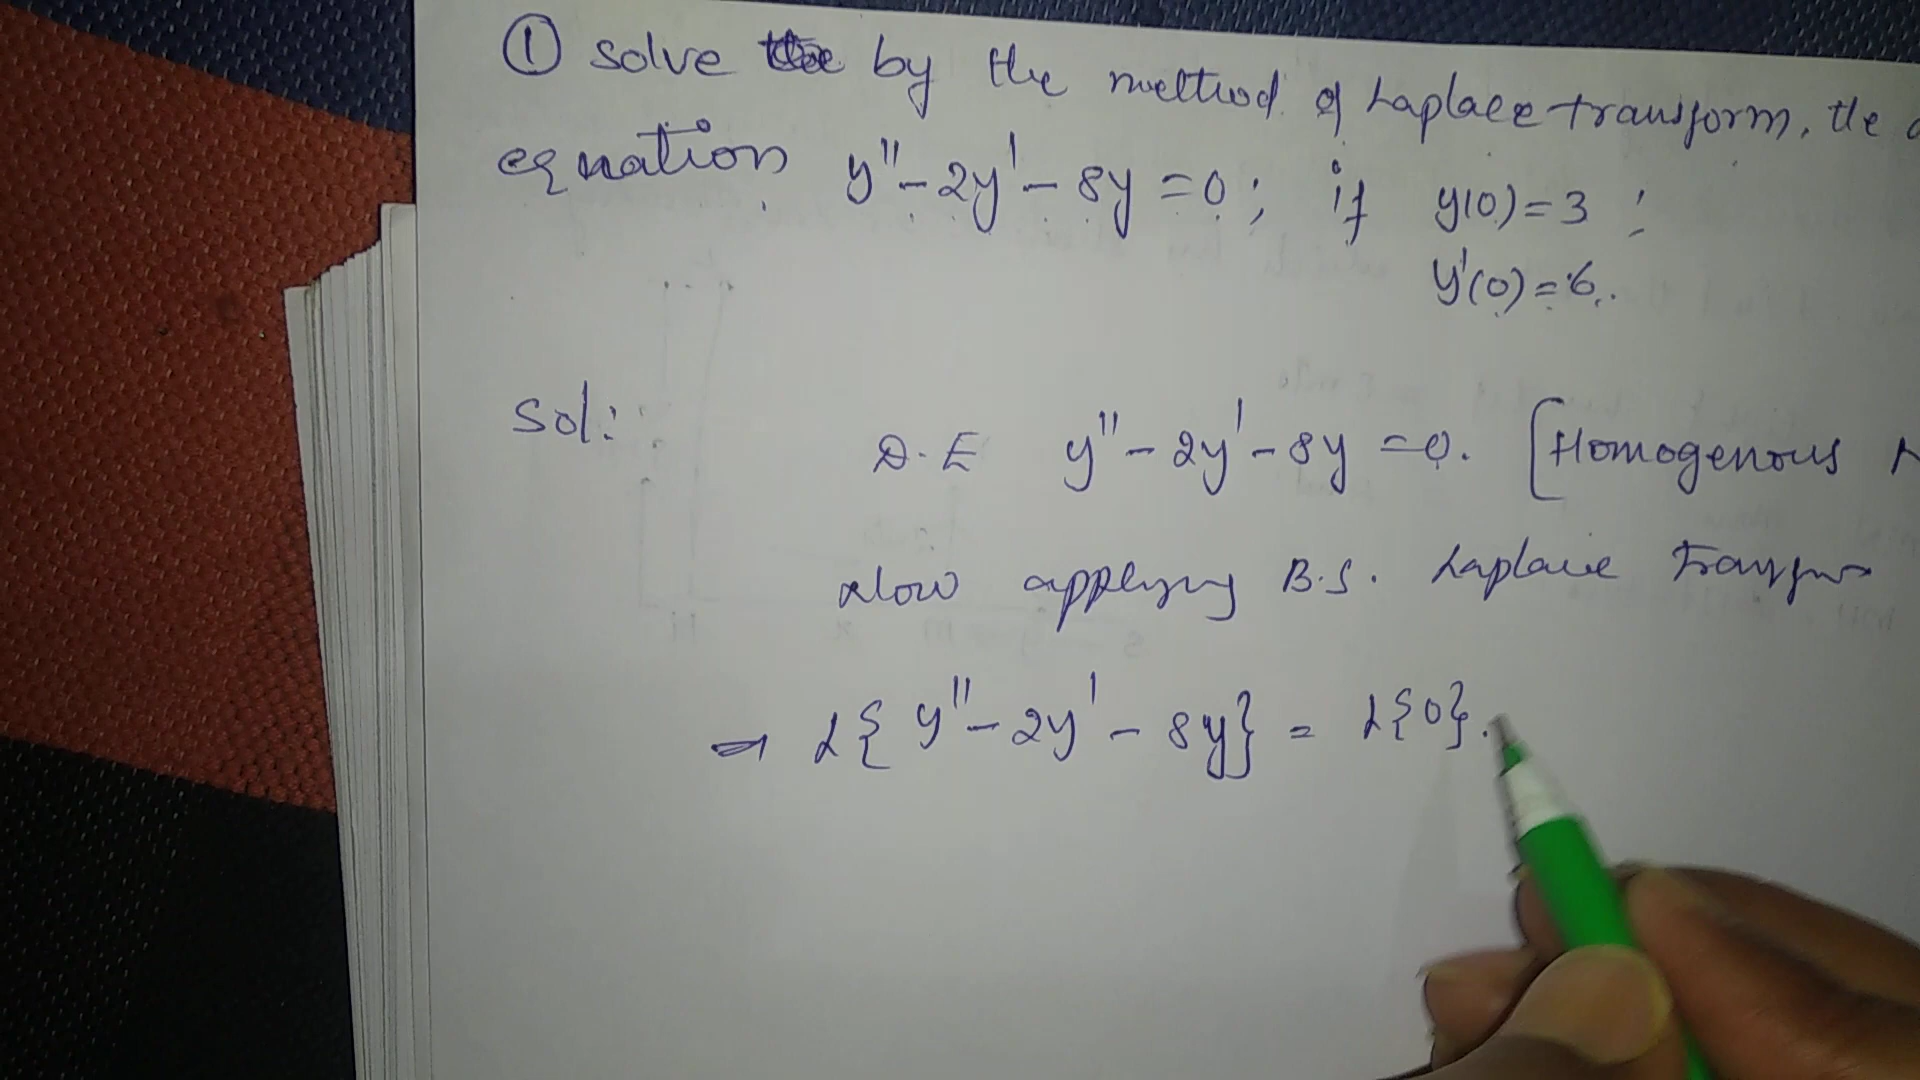 ① solve by the method of Laplace transform, the
equation y'' - 2y' - 8y = 0; if y(0) = 3;
y'(0) = 6.
Sol:
D.E y'' - 2y' - 8y = 0. [Homogenous
Now applying B.S. Laplace Transform
⇒ L{ y'' - 2y' - 8y} = L{0}.